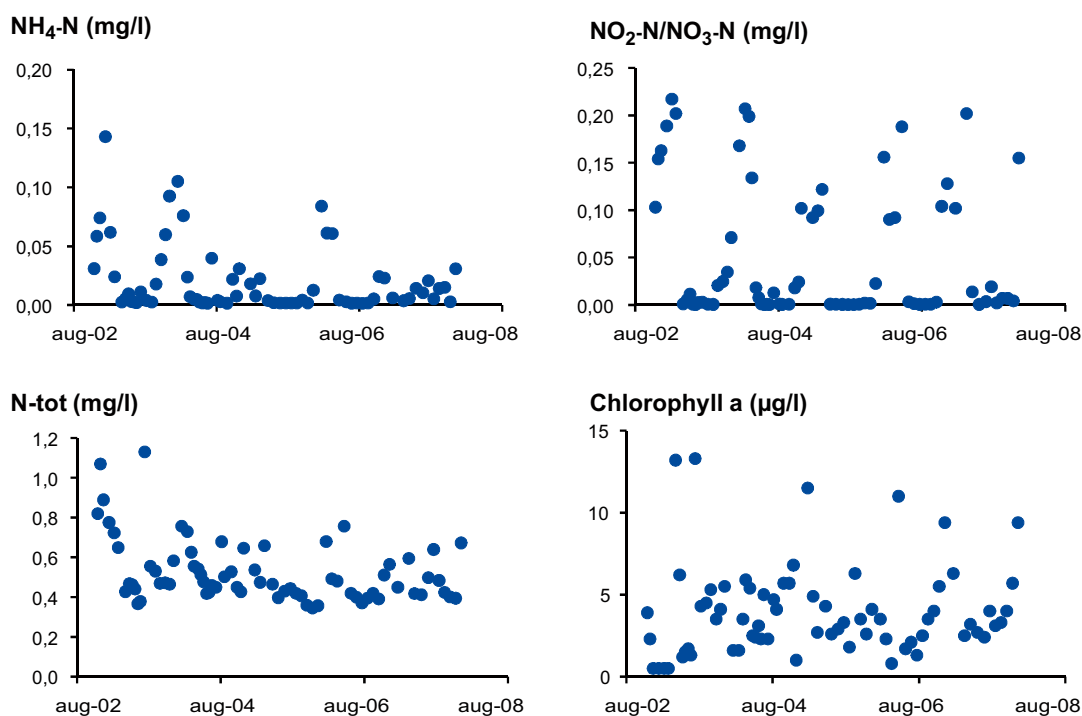 NH₄-N (mg/l)
0,20
0,15
0,10
0,05
0,00
aug-02 aug-04 aug-06 aug-08
NO₂-N/NO₃-N (mg/l)
0,25
0,20
0,15
0,10
0,05
0,00
aug-02 aug-04 aug-06 aug-08
N-tot (mg/l)
1,2
1,0
0,8
0,6
0,4
0,2
0,0
aug-02 aug-04 aug-06 aug-08
Chlorophyll a (µg/l)
15
10
5
0
aug-02 aug-04 aug-06 aug-08